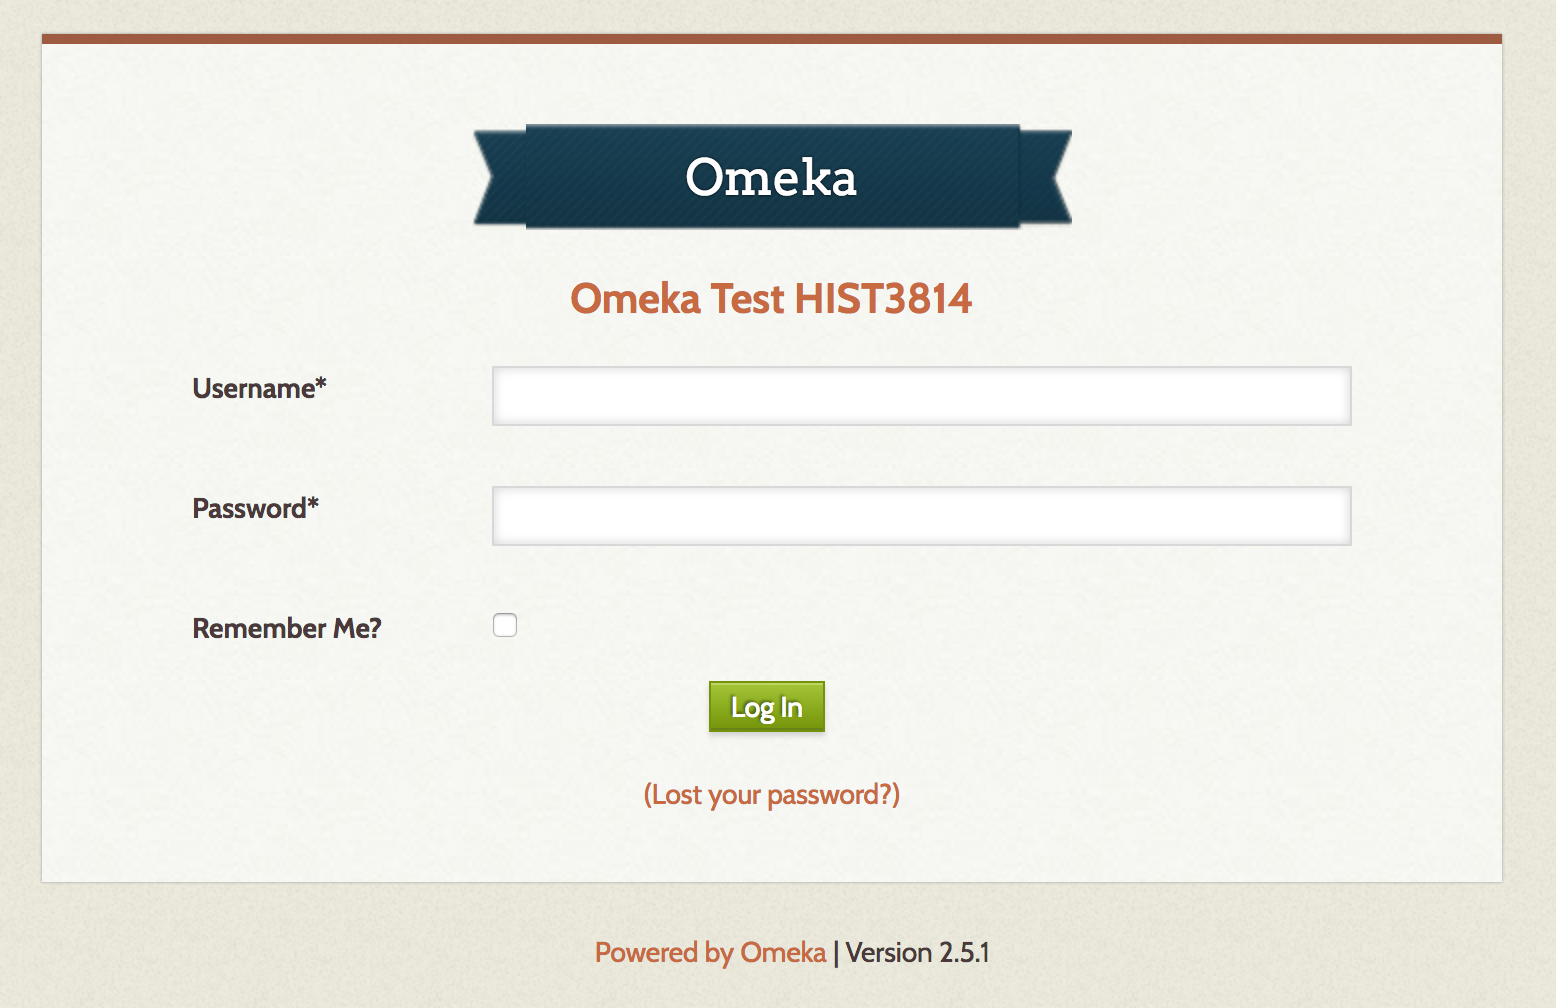 Omeka
Omeka Test HIST3814
Username*
Password*
Remember Me?
Log In
(Lost your password?)
Powered by Omeka | Version 2.5.1